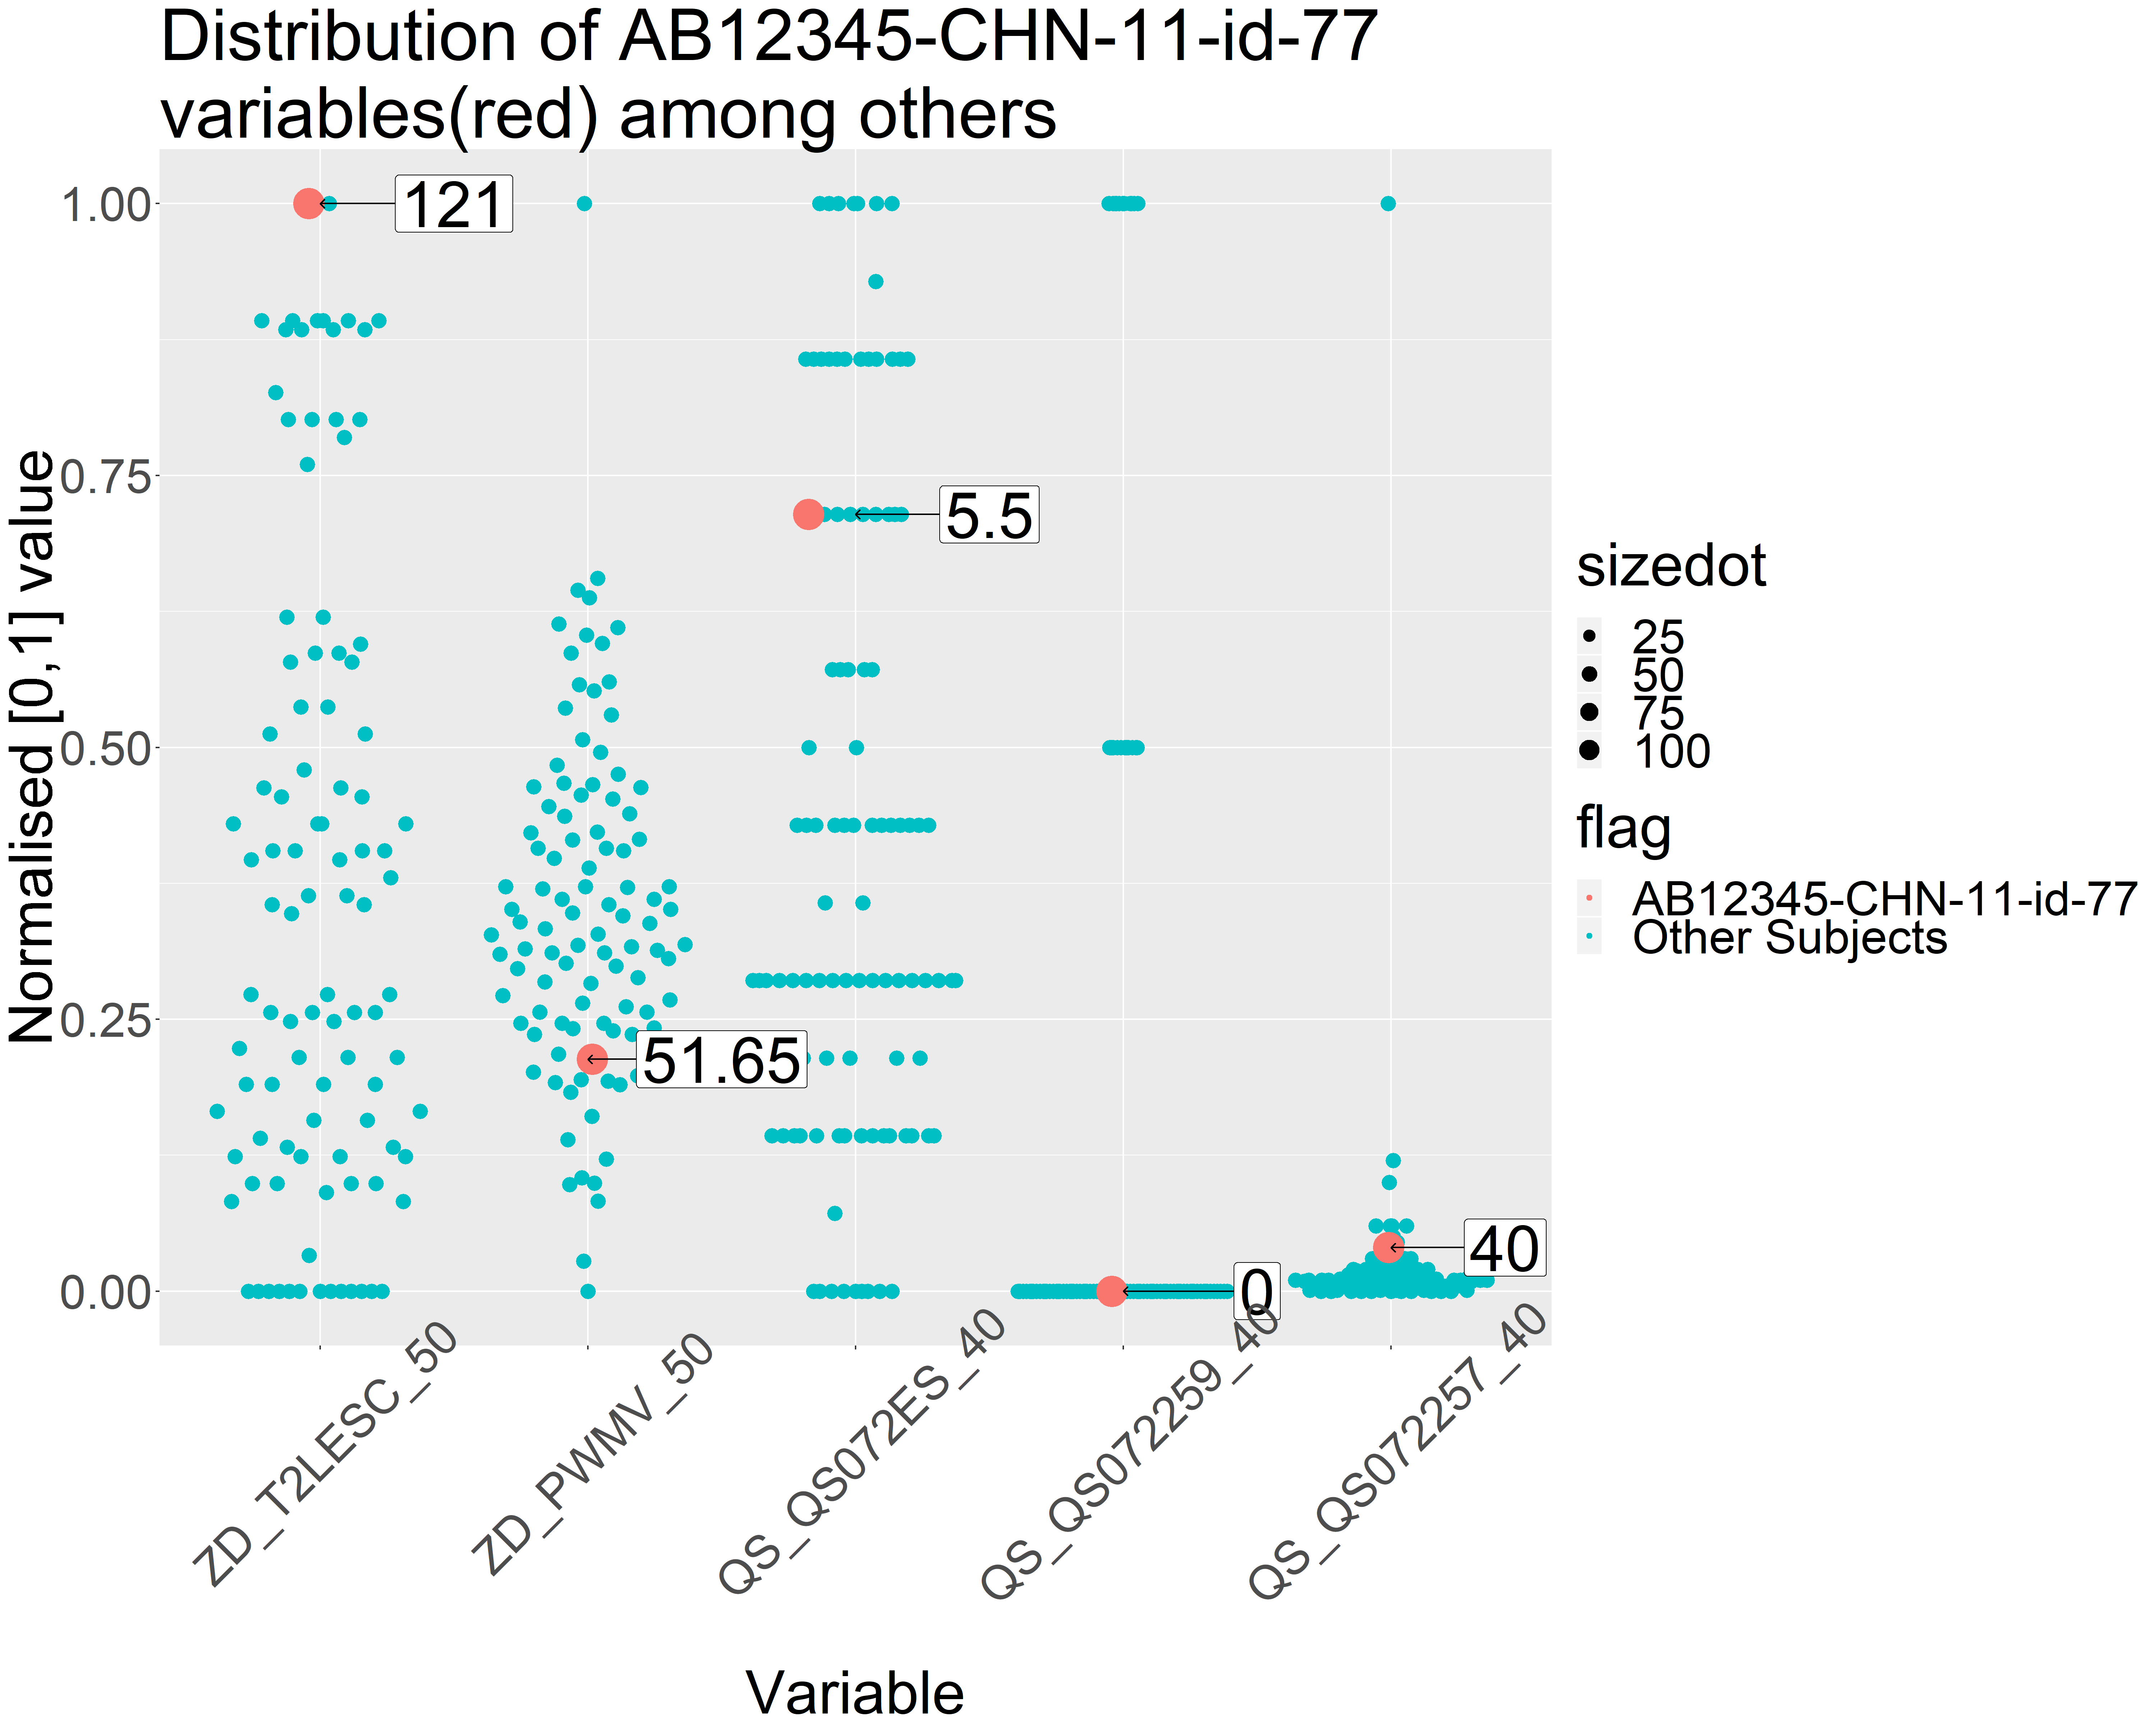 Distribution of AB12345-CHN-11-id-77
variables(red) among others
Normalised [0,1] value
1.00
0.75
0.50
0.25
0.00
121
5.5
51.65
0
40
ZD_T2LESC_50
ZD_PWMV_50
QS_QS072ES_40
QS_QS072259_40
QS_QS072257_40
Variable
sizedot
25
50
75
100
flag
AB12345-CHN-11-id-77
Other Subjects